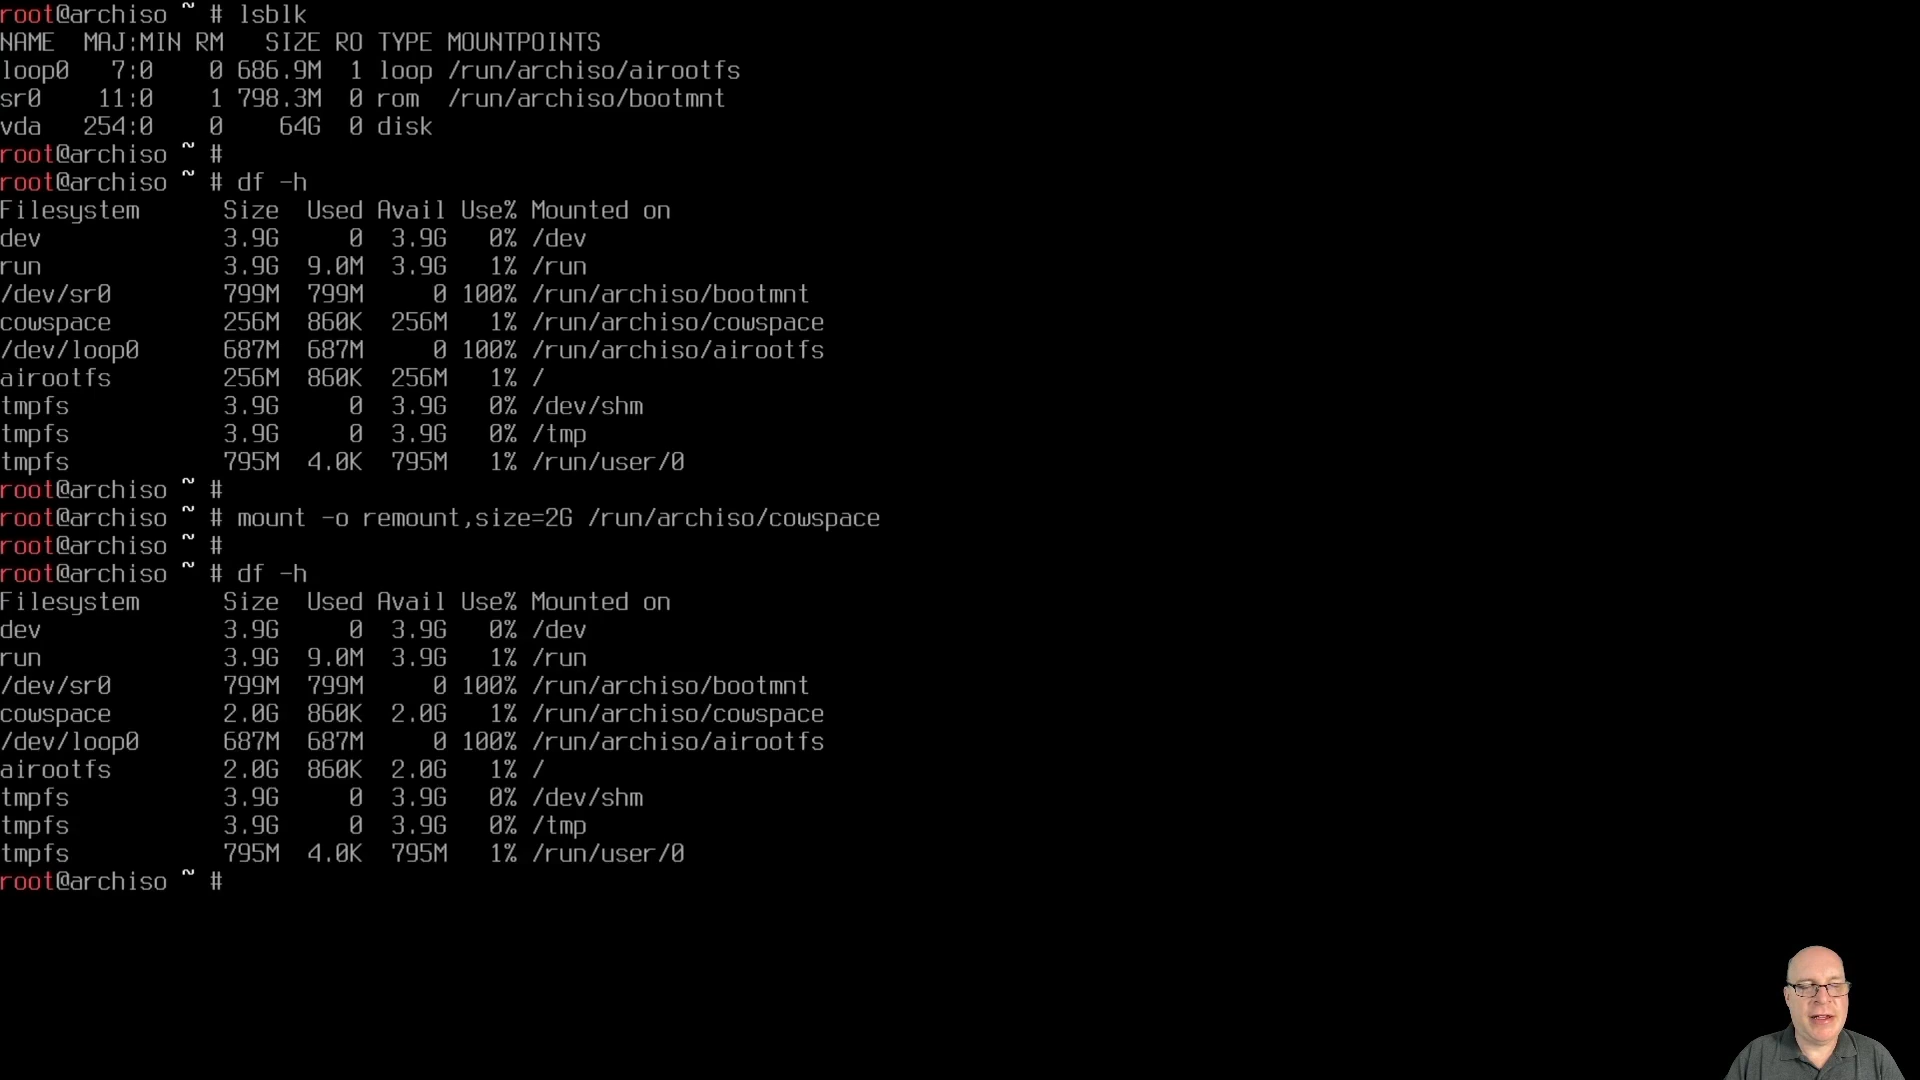 root@archiso ~ # lsblk
NAME  MAJ:MIN RM   SIZE RO TYPE MOUNTPOINTS
loop0   7:0    0 686.9M  1 loop /run/archiso/airootfs
sr0    11:0    1 798.3M  0 rom  /run/archiso/bootmnt
vda   254:0    0    64G  0 disk
root@archiso ~ #
root@archiso ~ # df -h
Filesystem      Size  Used Avail Use% Mounted on
dev             3.9G     0  3.9G   0% /dev
run             3.9G  9.0M  3.9G   1% /run
/dev/sr0        799M  799M     0 100% /run/archiso/bootmnt
cowspace        256M  860K  256M   1% /run/archiso/cowspace
/dev/loop0      687M  687M     0 100% /run/archiso/airootfs
airootfs        256M  860K  256M   1% /
tmpfs           3.9G     0  3.9G   0% /dev/shm
tmpfs           3.9G     0  3.9G   0% /tmp
tmpfs           795M  4.0K  795M   1% /run/user/0
root@archiso ~ #
root@archiso ~ # mount -o remount,size=2G /run/archiso/cowspace
root@archiso ~ #
root@archiso ~ # df -h
Filesystem      Size  Used Avail Use% Mounted on
dev             3.9G     0  3.9G   0% /dev
run             3.9G  9.0M  3.9G   1% /run
/dev/sr0        799M  799M     0 100% /run/archiso/bootmnt
cowspace        2.0G  860K  2.0G   1% /run/archiso/cowspace
/dev/loop0      687M  687M     0 100% /run/archiso/airootfs
airootfs        2.0G  860K  2.0G   1% /
tmpfs           3.9G     0  3.9G   0% /dev/shm
tmpfs           3.9G     0  3.9G   0% /tmp
tmpfs           795M  4.0K  795M   1% /run/user/0
root@archiso ~ #